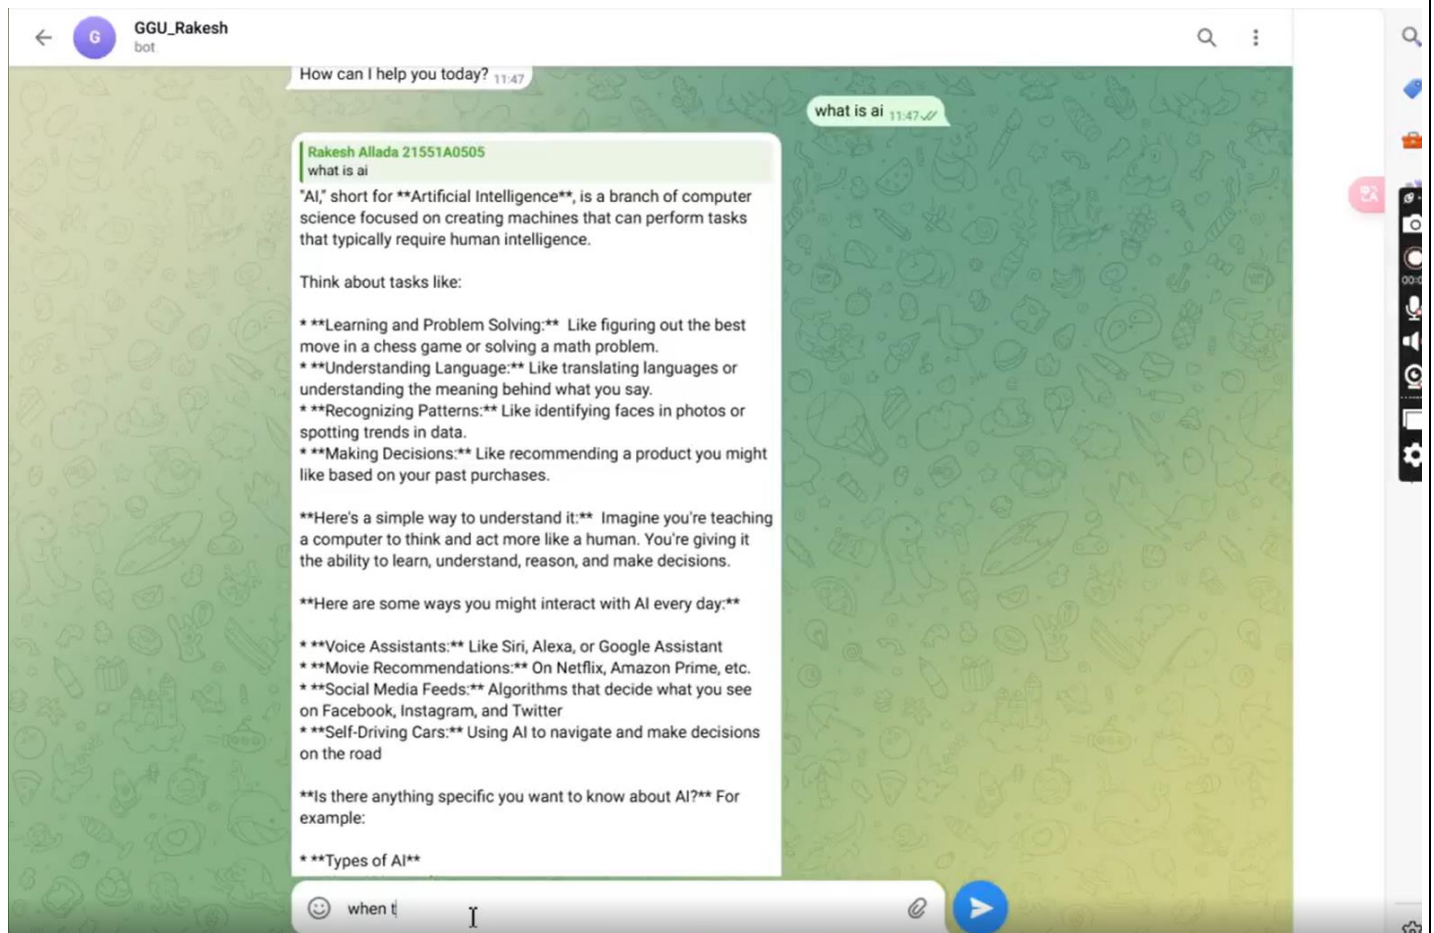 GGU_Rakesh
bot
How can I help you today? 11:47
what is ai 11:47
Rakesh Allada 21551A0505
what is ai
"AI," short for **Artificial Intelligence**, is a branch of computer
science focused on creating machines that can perform tasks
that typically require human intelligence.
Think about tasks like:
* **Learning and Problem Solving:** Like figuring out the best
move in a chess game or solving a math problem.
* **Understanding Language:** Like translating languages or
understanding the meaning behind what you say.
* **Recognizing Patterns:** Like identifying faces in photos or
spotting trends in data.
* **Making Decisions:** Like recommending a product you might
like based on your past purchases.
**Here's a simple way to understand it:** Imagine you're teaching
a computer to think and act more like a human. You're giving it
the ability to learn, understand, reason, and make decisions.
**Here are some ways you might interact with AI every day:**
* **Voice Assistants:** Like Siri, Alexa, or Google Assistant
* **Movie Recommendations:** On Netflix, Amazon Prime, etc.
* **Social Media Feeds:** Algorithms that decide what you see
on Facebook, Instagram, and Twitter
* **Self-Driving Cars:** Using AI to navigate and make decisions
on the road
**Is there anything specific you want to know about AI?** For
example:
* **Types of AI**
when t